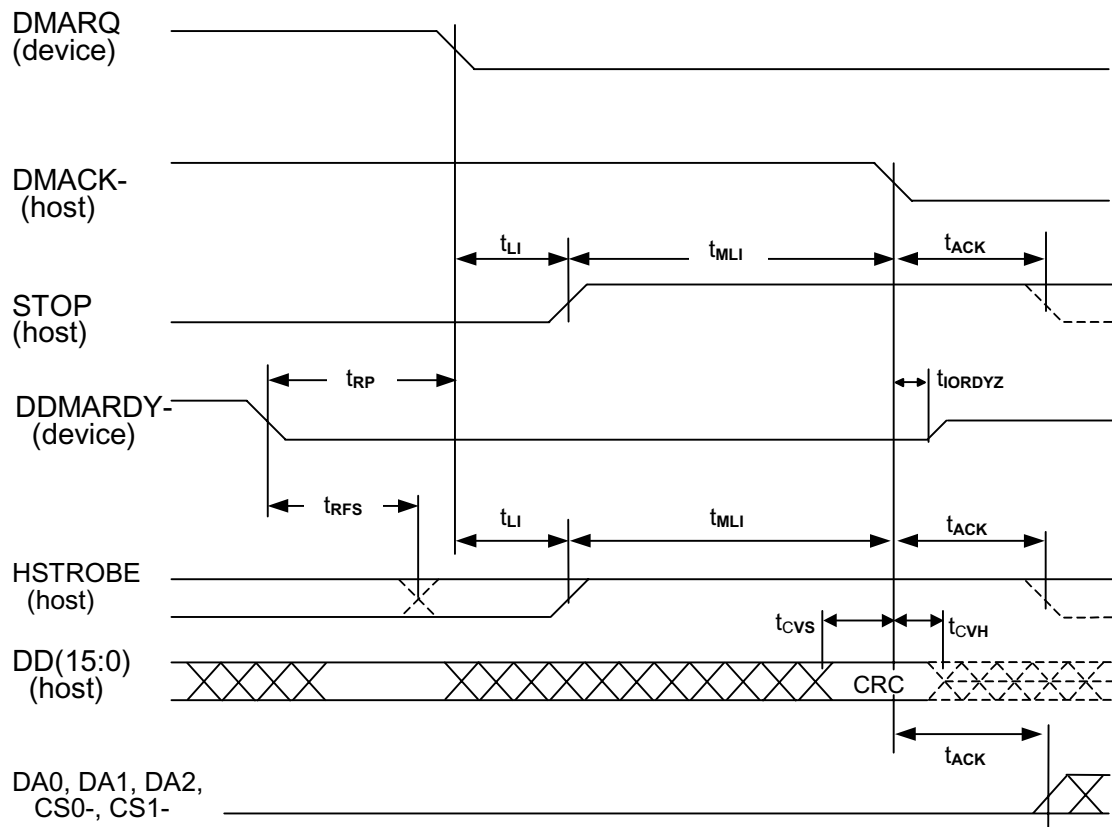 DMARQ
(device)
DMACK-
(host)
tLI
tMLI
tACK
STOP
(host)
tRP
tIORDYZ
DDMARDY-
(device)
tRFS
tLI
tMLI
tACK
HSTROBE
(host)
tCVS
tCVH
DD(15:0)
(host)
CRC
tACK
DA0, DA1, DA2,
CS0-, CS1-